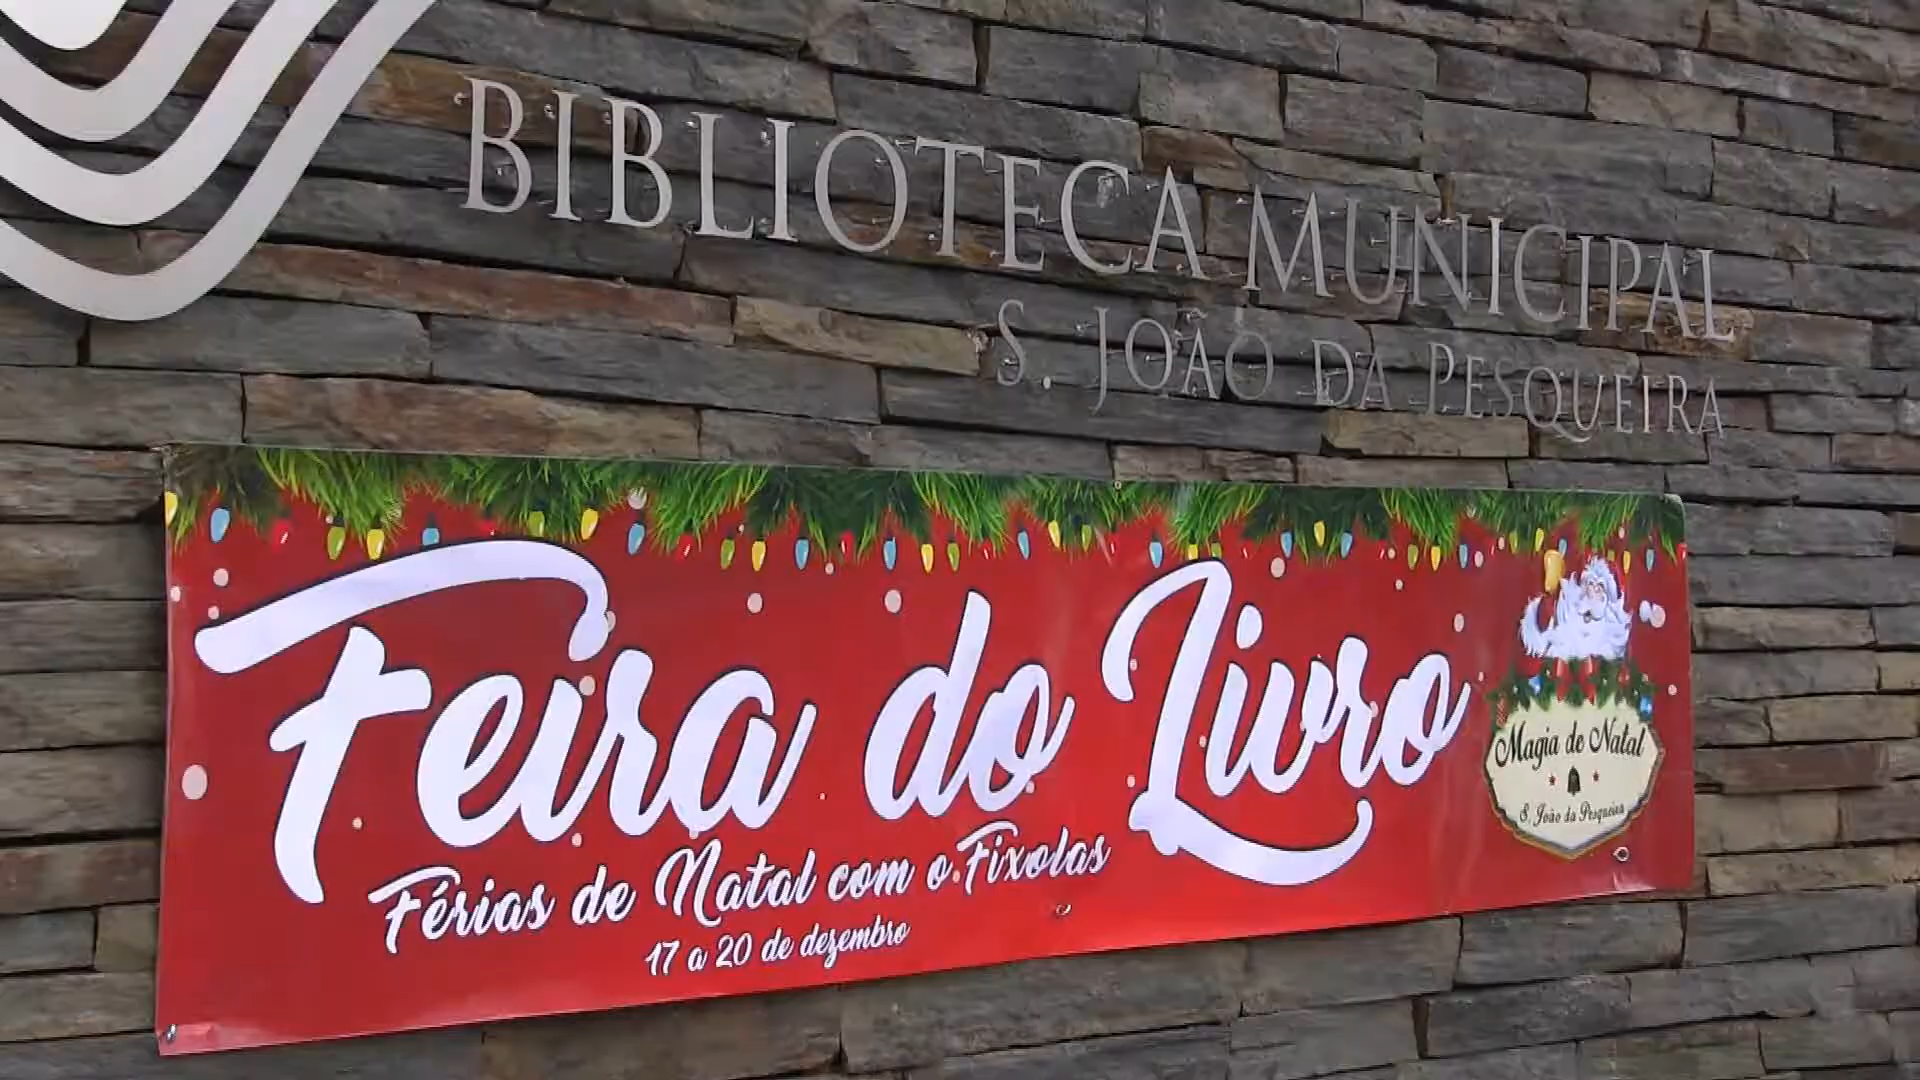 BIBLIOTECA MUNICIPAL
S. JOÃO DA PESQUEIRA
Feira do Livro
Férias de Natal com o Fixolas
17 a 20 de dezembro
Magia de Natal
S. João da Pesqueira